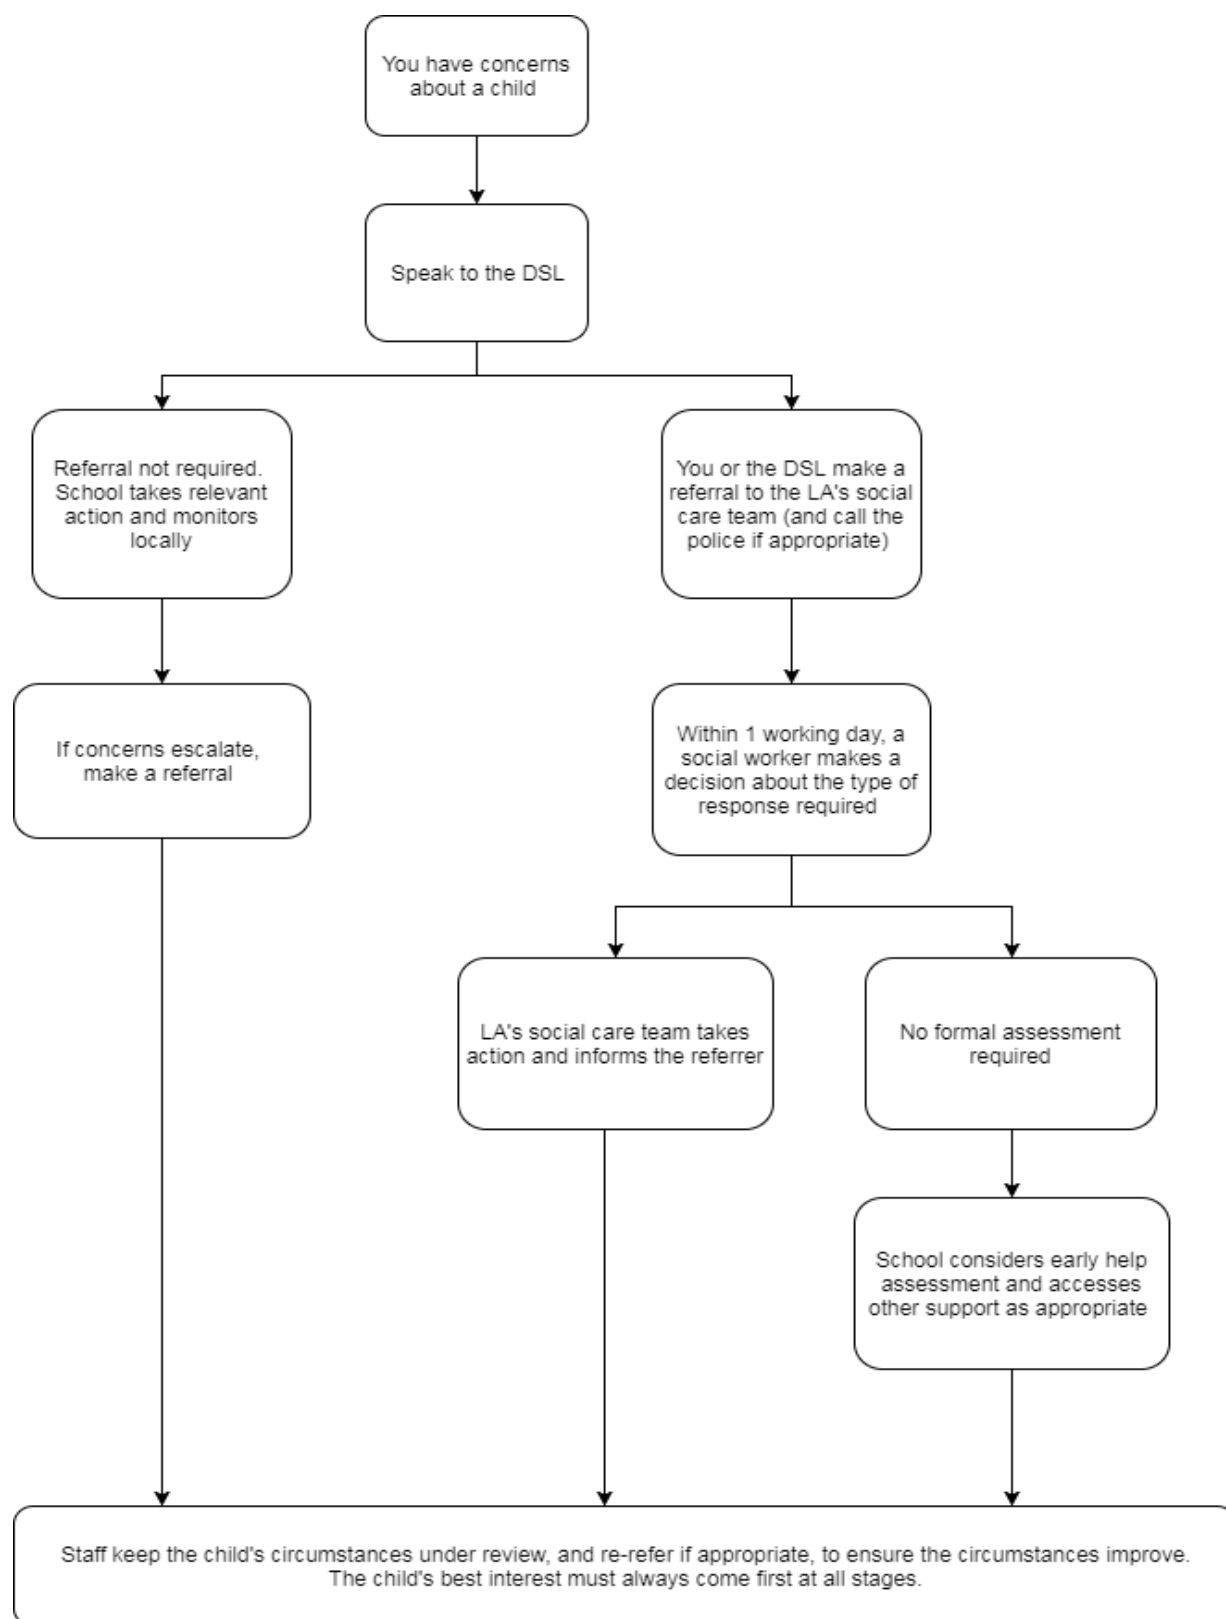 You have concerns
about a child
Speak to the DSL
Referral not required.
School takes relevant
action and monitors
locally
You or the DSL make a
referral to the LA's social
care team (and call the
police if appropriate)
If concerns escalate,
make a referral
Within 1 working day, a
social worker makes a
decision about the type of
response required
LA's social care team takes
action and informs the referrer
No formal assessment
required
School considers early help
assessment and accesses
other support as appropriate
Staff keep the child's circumstances under review, and re-refer if appropriate, to ensure the circumstances improve.
The child's best interest must always come first at all stages.